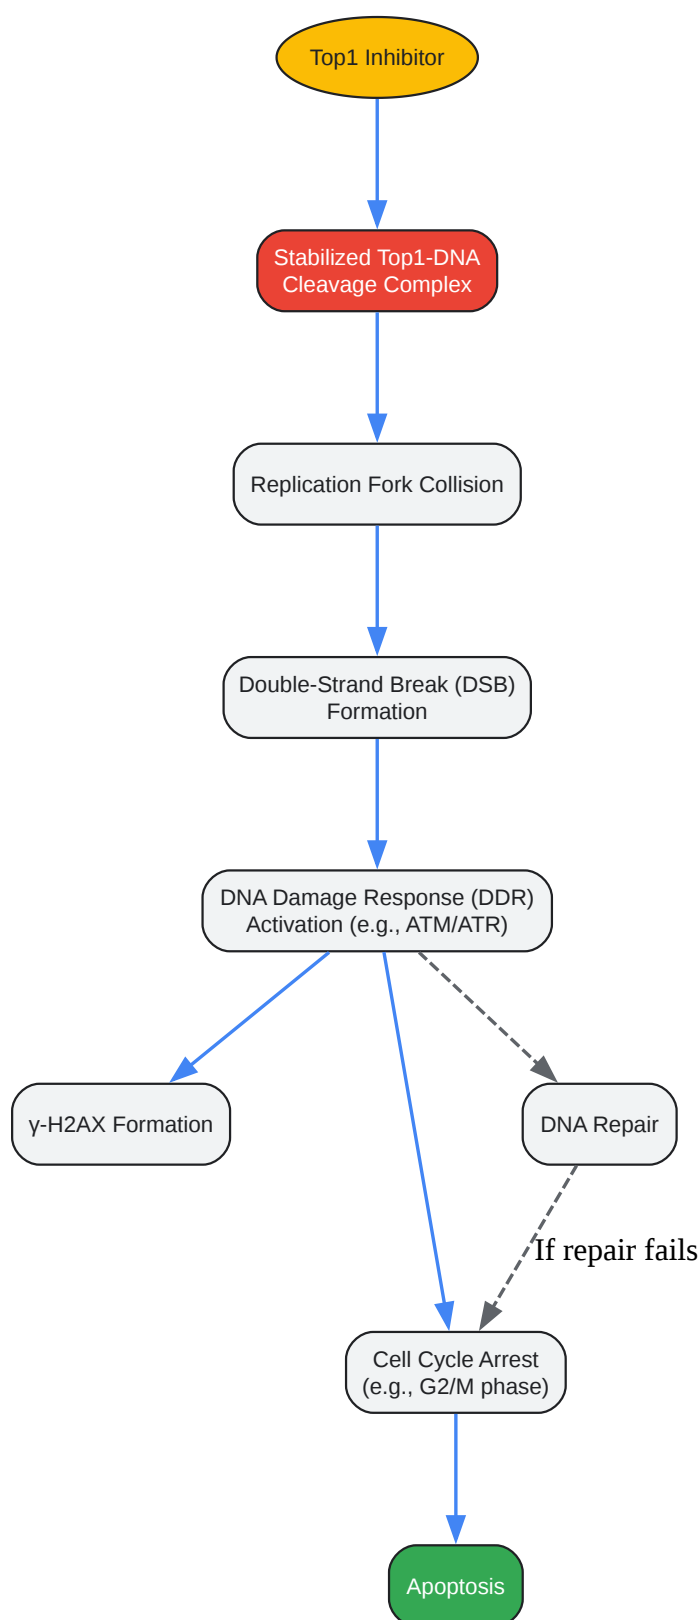 Top1 Inhibitor
Stabilized Top1-DNA
Cleavage Complex
Replication Fork Collision
Double-Strand Break (DSB)
Formation
DNA Damage Response (DDR)
Activation (e.g., ATM/ATR)
γ-H2AX Formation
DNA Repair
If repair fails
Cell Cycle Arrest
(e.g., G2/M phase)
Apoptosis